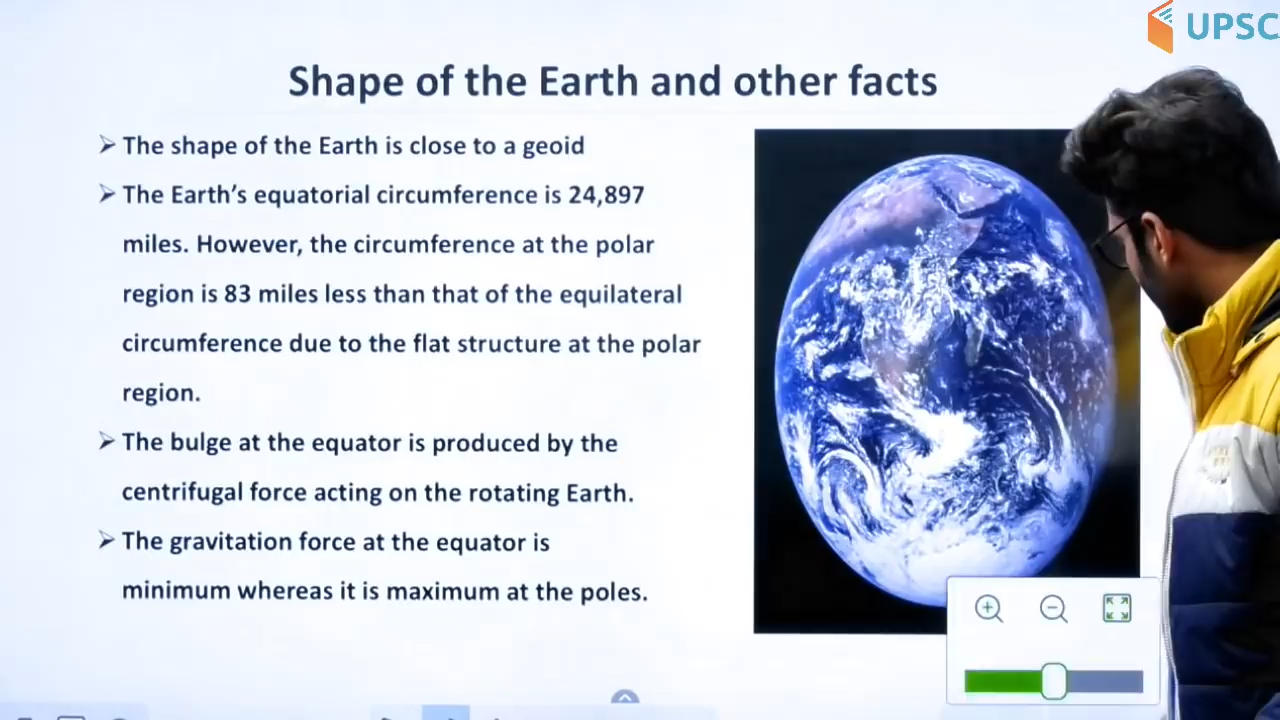 UPSC
Shape of the Earth and other facts
➢ The shape of the Earth is close to a geoid
➢ The Earth's equatorial circumference is 24,897
miles. However, the circumference at the polar
region is 83 miles less than that of the equilateral
circumference due to the flat structure at the polar
region.
➢ The bulge at the equator is produced by the
centrifugal force acting on the rotating Earth.
➢ The gravitation force at the equator is
minimum whereas it is maximum at the poles.